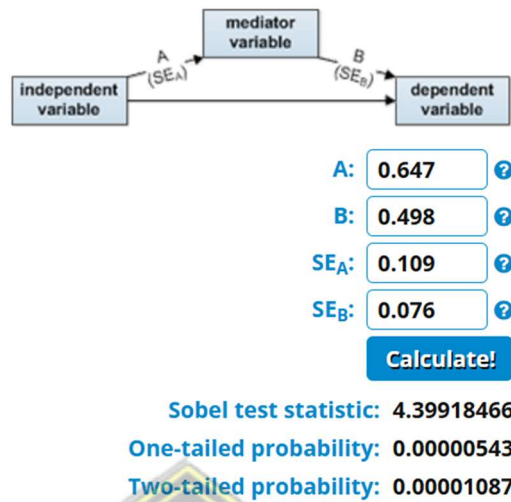 mediator
variable
A
(SEA)
B
(SEB)
independent
variable
dependent
variable
A: 0.647 ?
B: 0.498 ?
SEA: 0.109 ?
SEB: 0.076 ?
Calculate!
Sobel test statistic: 4.39918466
One-tailed probability: 0.00000543
Two-tailed probability: 0.00001087